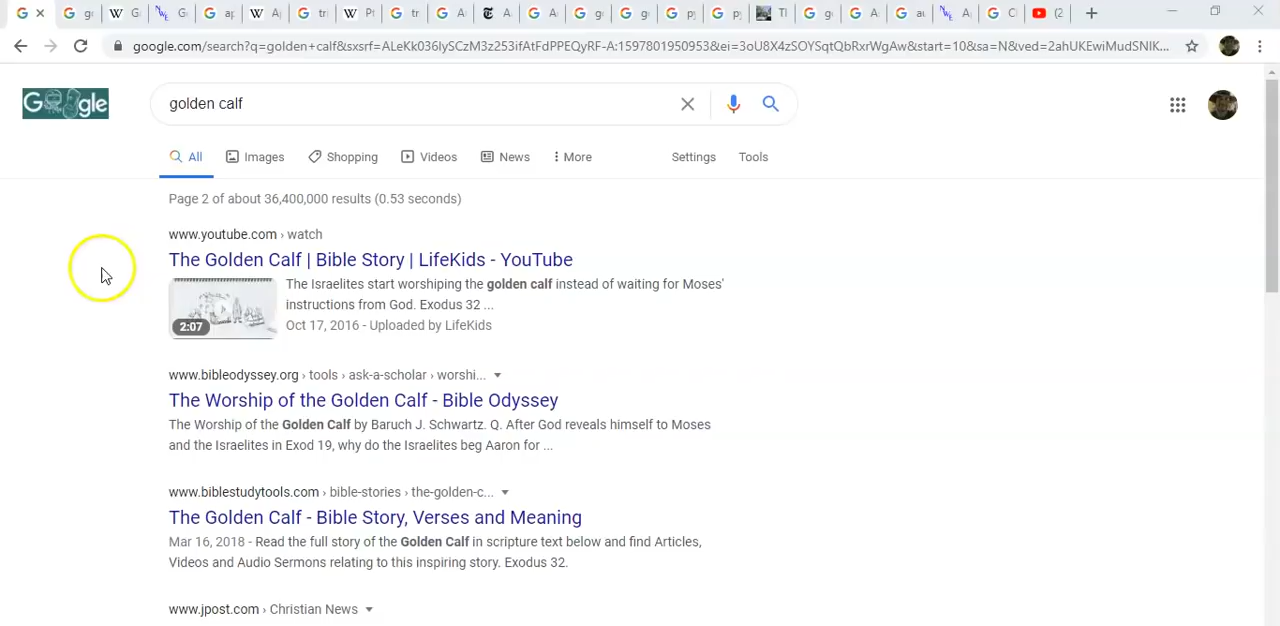 gr
G
G
ap
A
tr
P
tr
A
A
A
g
g
p
p
Tl
g
A
a
A
C
(2
google.com/search?q=golden+calf&sxsrf=ALeKk036lySCzM3z253ifAtFdPPEQyRF-A:1597801950953&ei=3oU8X4zSOYSqtQbRxrWgAw&start=10&sa=N&ved=2ahUKEwiMudSNIK...
Google
golden calf
All Images Shopping Videos News More Settings Tools
Page 2 of about 36,400,000 results (0.53 seconds)
www.youtube.com › watch
The Golden Calf | Bible Story | LifeKids - YouTube
The Israelites start worshiping the golden calf instead of waiting for Moses'
instructions from God. Exodus 32 ...
2:07
Oct 17, 2016 - Uploaded by LifeKids
www.bibleodyssey.org › tools › ask-a-scholar › worshi...
The Worship of the Golden Calf - Bible Odyssey
The Worship of the Golden Calf by Baruch J. Schwartz. Q. After God reveals himself to Moses
and the Israelites in Exod 19, why do the Israelites beg Aaron for ...
www.biblestudytools.com › bible-stories › the-golden-c...
The Golden Calf - Bible Story, Verses and Meaning
Mar 16, 2018 - Read the full story of the Golden Calf in scripture text below and find Articles,
Videos and Audio Sermons relating to this inspiring story. Exodus 32.
www.jpost.com › Christian News